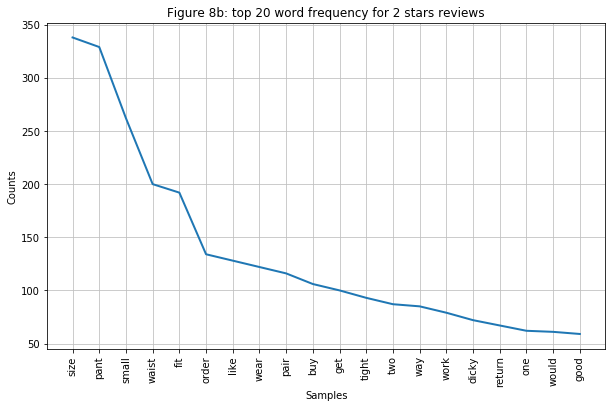 Figure 8b: top 20 word frequency for 2 stars reviews
350
300
250
200
150
100
50
Counts
size
pant
small
waist
fit
order
like
wear
pair
buy
get
tight
two
way
work
dicky
return
one
would
good
Samples